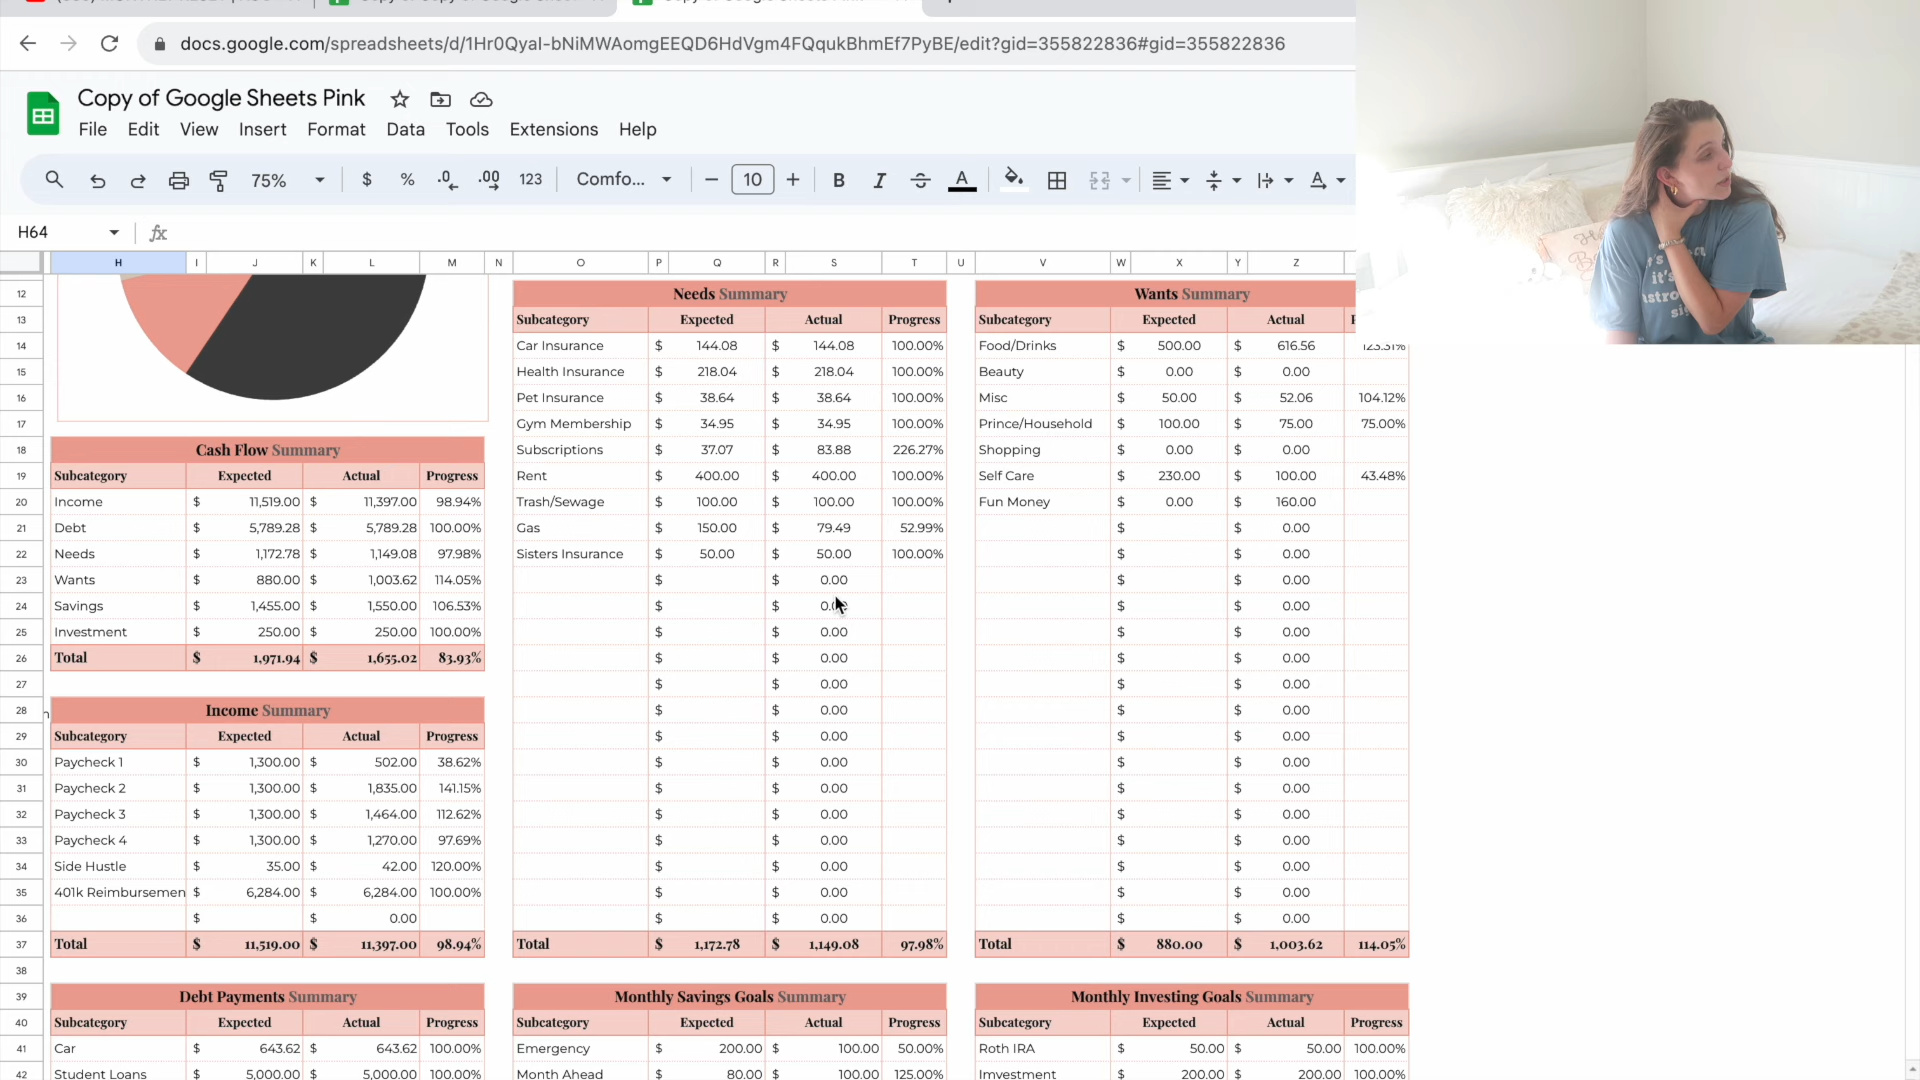 docs.google.com/spreadsheets/d/1Hr0QyaI-bNiMWAomgEEQD6HdVgm4FQqukBhmEf7PyBE/edit?gid=355822836#gid=355822836
Copy of Google Sheets Pink
File Edit View Insert Format Data Tools Extensions Help
75% $ % .0 .00 123 Comfo... 10 B I A
H64 fx
H I J K L M N O P Q R S T U V W X Y Z
12 Needs Summary Wants Summary
13 Subcategory Expected Actual Progress Subcategory Expected Actual
14 Car Insurance $ 144.08 $ 144.08 100.00% Food/Drinks $ 500.00 $ 616.56 123.31%
15 Health Insurance $ 218.04 $ 218.04 100.00% Beauty $ 0.00 $ 0.00
16 Pet Insurance $ 38.64 $ 38.64 100.00% Misc $ 50.00 $ 52.06 104.12%
17 Gym Membership $ 34.95 $ 34.95 100.00% Prince/Household $ 100.00 $ 75.00 75.00%
18 Cash Flow Summary Subscriptions $ 37.07 $ 83.88 226.27% Shopping $ 0.00 $ 0.00
19 Subcategory Expected Actual Progress Rent $ 400.00 $ 400.00 100.00% Self Care $ 230.00 $ 100.00 43.48%
20 Income $ 11,519.00 $ 11,397.00 98.94% Trash/Sewage $ 100.00 $ 100.00 100.00% Fun Money $ 0.00 $ 160.00
21 Debt $ 5,789.28 $ 5,789.28 100.00% Gas $ 150.00 $ 79.49 52.99% $ $ 0.00
22 Needs $ 1,172.78 $ 1,149.08 97.98% Sisters Insurance $ 50.00 $ 50.00 100.00% $ $ 0.00
23 Wants $ 880.00 $ 1,003.62 114.05% $ $ 0.00 $ $ 0.00
24 Savings $ 1,455.00 $ 1,550.00 106.53% $ $ 0.00 $ $ 0.00
25 Investment $ 250.00 $ 250.00 100.00% $ $ 0.00 $ $ 0.00
26 Total $ 1,971.94 $ 1,655.02 83.93% $ $ 0.00 $ $ 0.00
27 $ $ 0.00 $ $ 0.00
28 Income Summary $ $ 0.00 $ $ 0.00
29 Subcategory Expected Actual Progress $ $ 0.00 $ $ 0.00
30 Paycheck 1 $ 1,300.00 $ 502.00 38.62% $ $ 0.00 $ $ 0.00
31 Paycheck 2 $ 1,300.00 $ 1,835.00 141.15% $ $ 0.00 $ $ 0.00
32 Paycheck 3 $ 1,300.00 $ 1,464.00 112.62% $ $ 0.00 $ $ 0.00
33 Paycheck 4 $ 1,300.00 $ 1,270.00 97.69% $ $ 0.00 $ $ 0.00
34 Side Hustle $ 35.00 $ 42.00 120.00% $ $ 0.00 $ $ 0.00
35 401k Reimbursemen $ 6,284.00 $ 6,284.00 100.00% $ $ 0.00 $ $ 0.00
36 $ $ 0.00 $ $ 0.00 $ $ 0.00
37 Total $ 11,519.00 $ 11,397.00 98.94% Total $ 1,172.78 $ 1,149.08 97.98% Total $ 880.00 $ 1,003.62 114.05%
38
39 Debt Payments Summary Monthly Savings Goals Summary Monthly Investing Goals Summary
40 Subcategory Expected Actual Progress Subcategory Expected Actual Progress Subcategory Expected Actual Progress
41 Car $ 643.62 $ 643.62 100.00% Emergency $ 200.00 $ 100.00 50.00% Roth IRA $ 50.00 $ 50.00 100.00%
42 Student Loans $ 5,000.00 $ 5,000.00 100.00% Month Ahead $ 80.00 $ 100.00 125.00% Imvestment $ 200.00 $ 200.00 100.00%